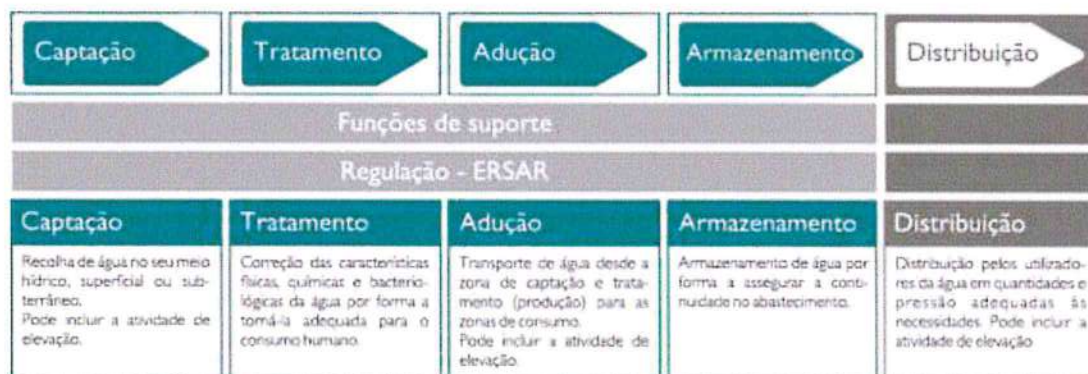 Captação
Tratamento
Adução
Armazenamento
Distribuição
Funções de suporte
Regulação - ERSAR
Captação
Recolha de água no seu meio
hídrico, superficial ou sub-
terrâneo.
Pode incluir a atividade de
elevação.
Tratamento
Correção das características
físicas, químicas e bacterio-
lógicas da água por forma a
torná-la adequada para o
consumo humano.
Adução
Transporte de água desde a
zona de captação e trata-
mento (produção) para as
zonas de consumo.
Pode incluir a atividade de
elevação.
Armazenamento
Armazenamento de água por
forma a assegurar a conti-
nuidade no abastecimento.
Distribuição
Distribuição pelos utilizado-
res da água em quantidades e
pressão adequadas às
necessidades. Pode incluir a
atividade de elevação